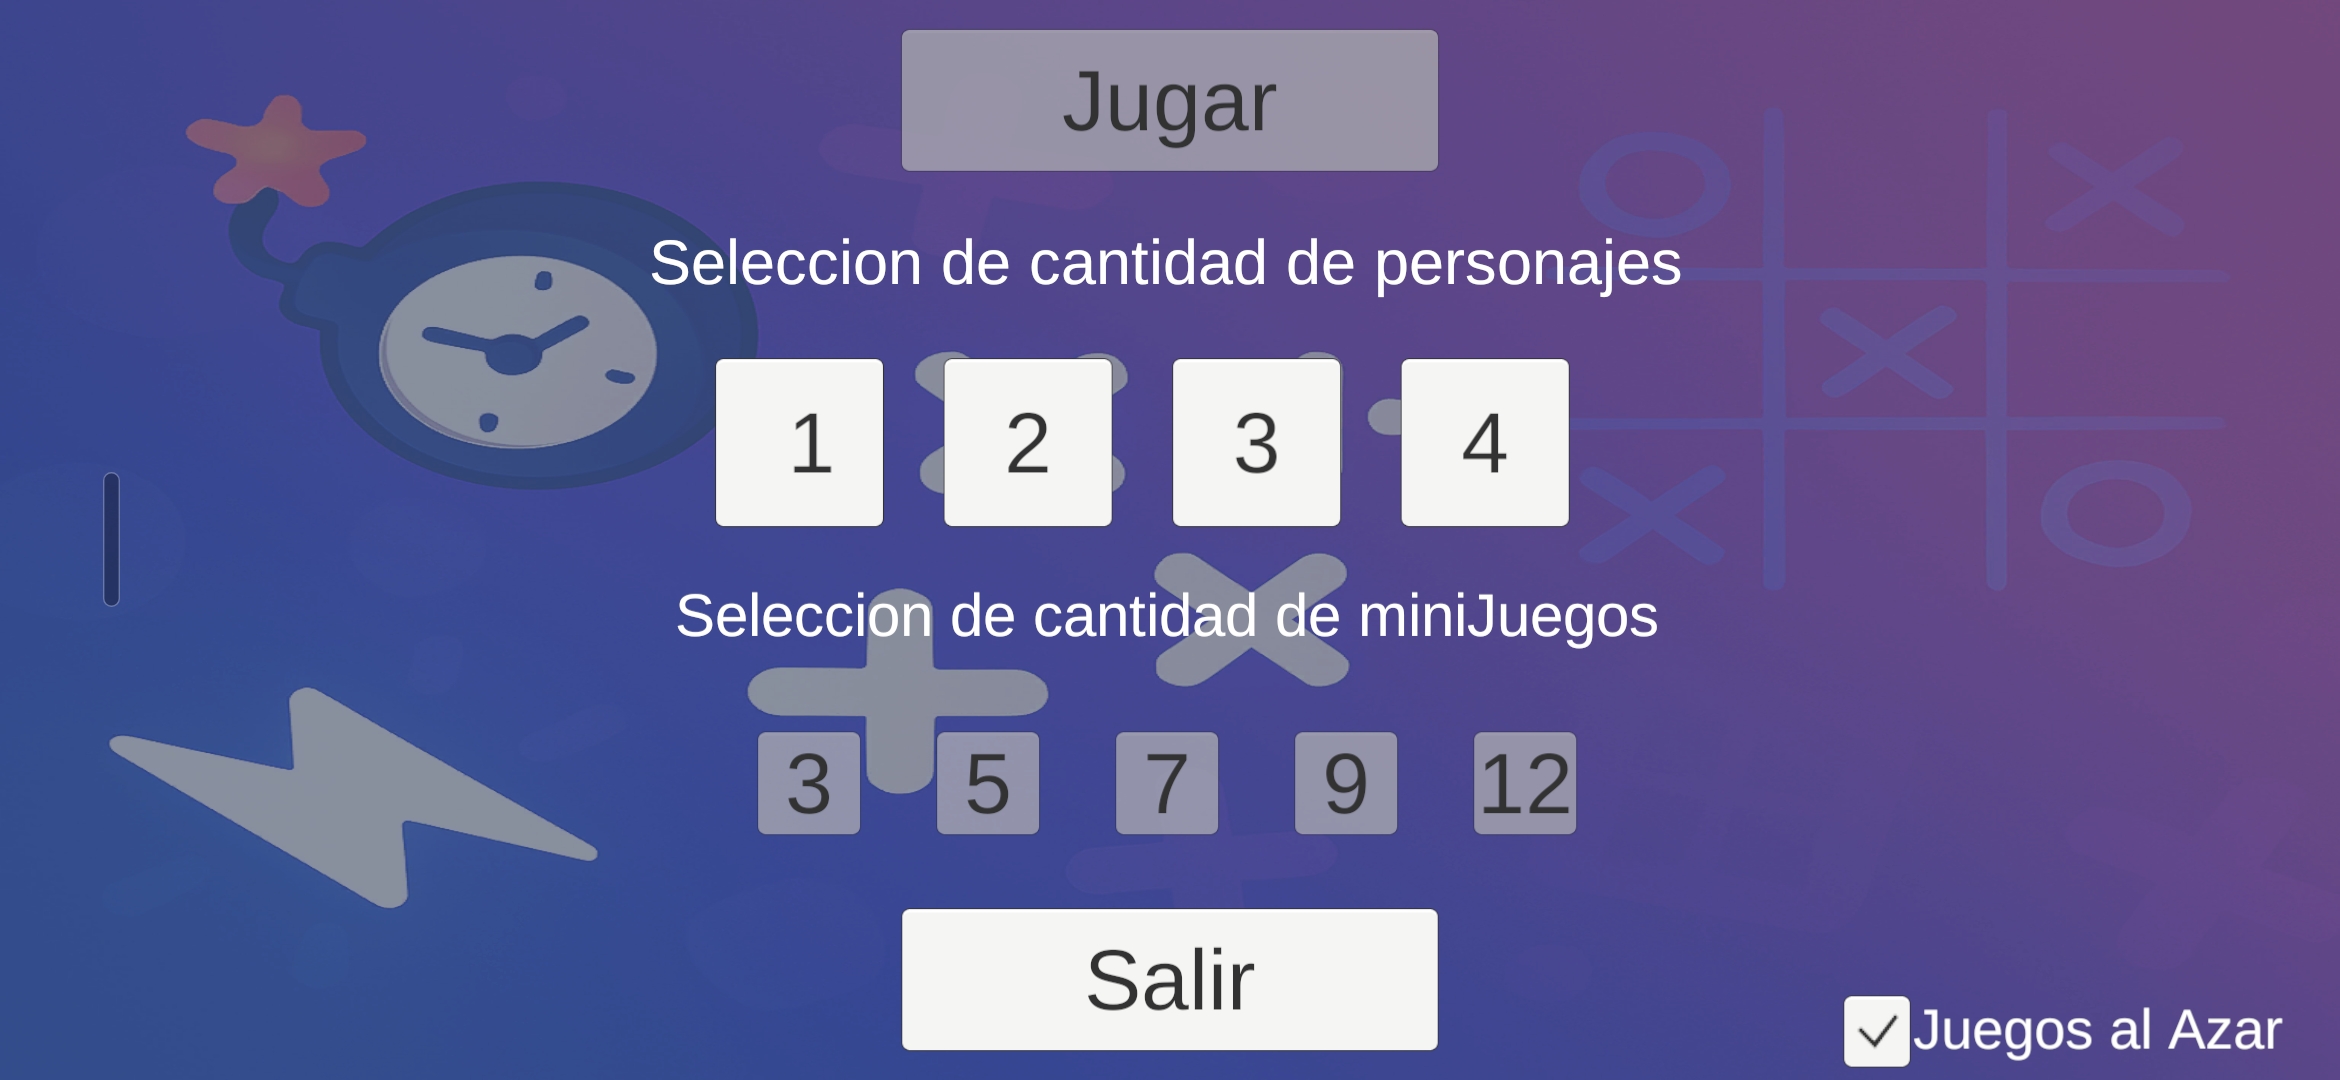 Jugar
Seleccion de cantidad de personajes
1 2 3 4
Seleccion de cantidad de miniJuegos
3 5 7 9 12
Salir
Juegos al Azar